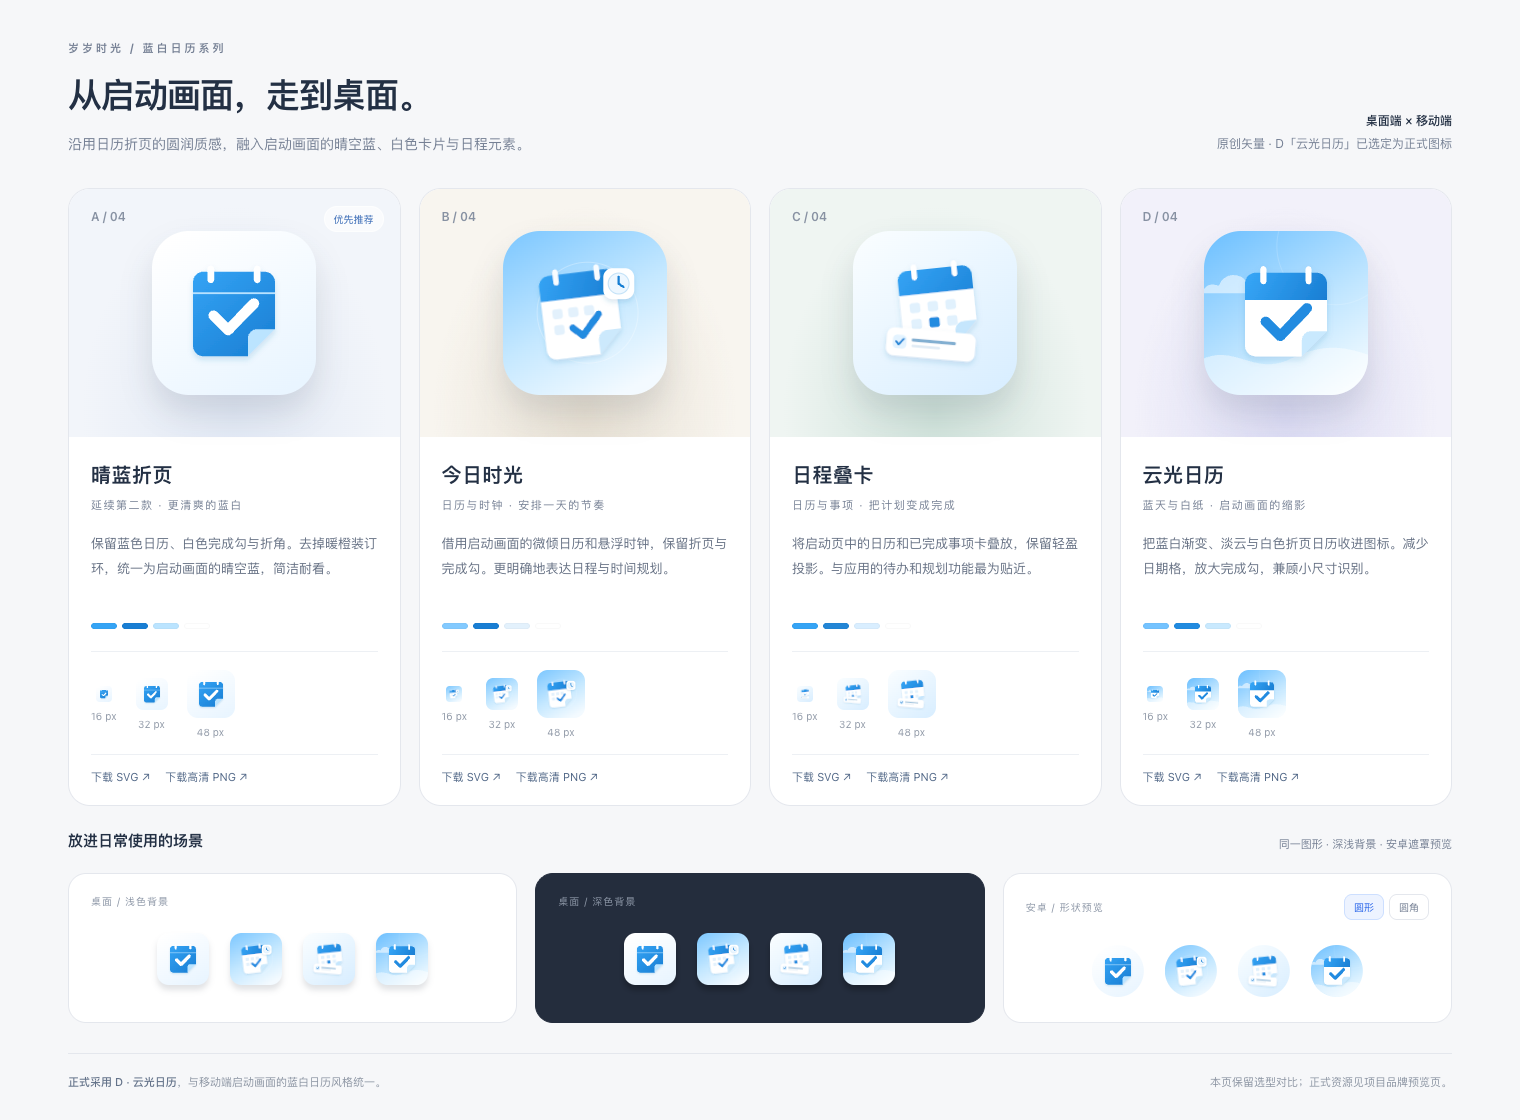 岁岁时光 / 蓝白日历系列
从启动画面，走到桌面。
沿用日历折页的圆润质感，融入启动画面的晴空蓝、白色卡片与日程元素。
桌面端 × 移动端
原创矢量 · D「云光日历」已选定为正式图标
A / 04
优先推荐
晴蓝折页
延续第二款 · 更清爽的蓝白
保留蓝色日历、白色完成勾与折角。去掉暖橙装订
环，统一为启动画面的晴空蓝，简洁耐看。
16 px
32 px
48 px
下载 SVG ↗ 下载高清 PNG ↗
B / 04
今日时光
日历与时钟 · 安排一天的节奏
借用启动画面的微倾日历和悬浮时钟，保留折页与
完成勾。更明确地表达日程与时间规划。
16 px
32 px
48 px
下载 SVG ↗ 下载高清 PNG ↗
C / 04
日程叠卡
日历与事项 · 把计划变成完成
将启动页中的日历和已完成事项卡叠放，保留轻盈
投影。与应用的待办和规划功能最为贴近。
16 px
32 px
48 px
下载 SVG ↗ 下载高清 PNG ↗
D / 04
云光日历
蓝天与白纸 · 启动画面的缩影
把蓝白渐变、淡云与白色折页日历收进图标。减少
日期格，放大完成勾，兼顾小尺寸识别。
16 px
32 px
48 px
下载 SVG ↗ 下载高清 PNG ↗
放进日常使用的场景
同一图形 · 深浅背景 · 安卓遮罩预览
桌面 / 浅色背景
桌面 / 深色背景
安卓 / 形状预览
圆形
圆角
正式采用 D · 云光日历，与移动端启动画面的蓝白日历风格统一。
本页保留选型对比；正式资源见项目品牌预览页。